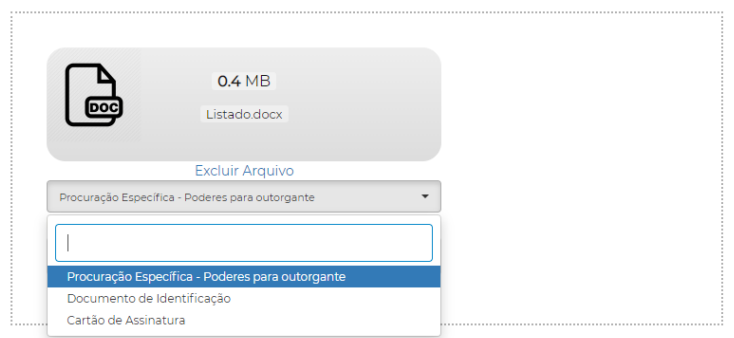 0.4 MB
DOC
Listado.docx
Excluir Arquivo
Procuração Específica - Poderes para outorgante
Procuração Específica - Poderes para outorgante
Documento de Identificação
Cartão de Assinatura